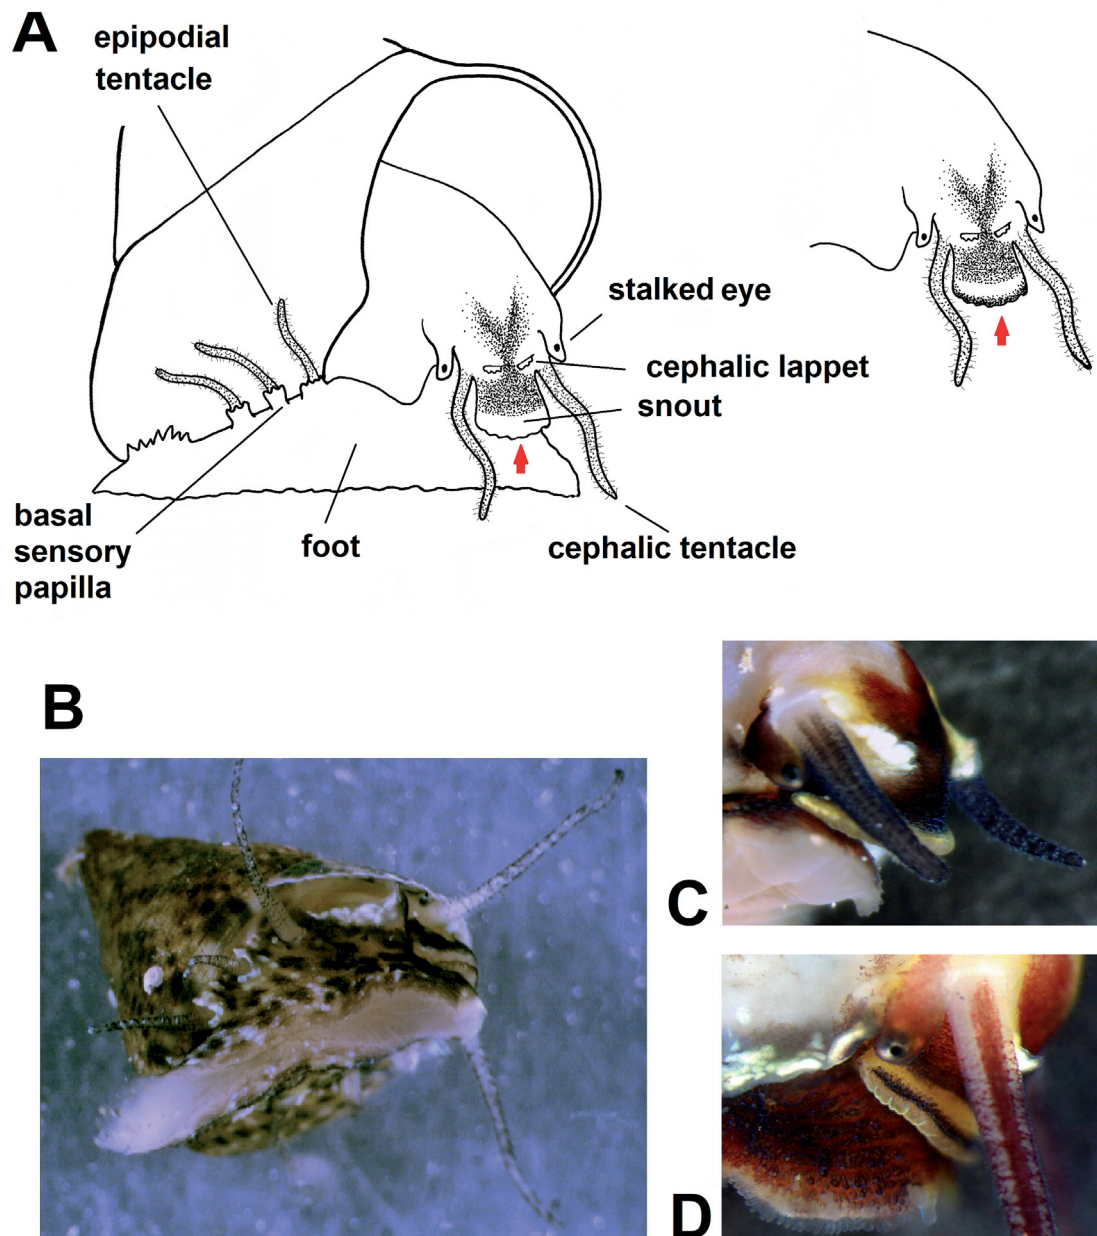 A
epipodial
tentacle
stalked eye
cephalic lappet
snout
basal
sensory
papilla
foot
cephalic tentacle
B
C
D